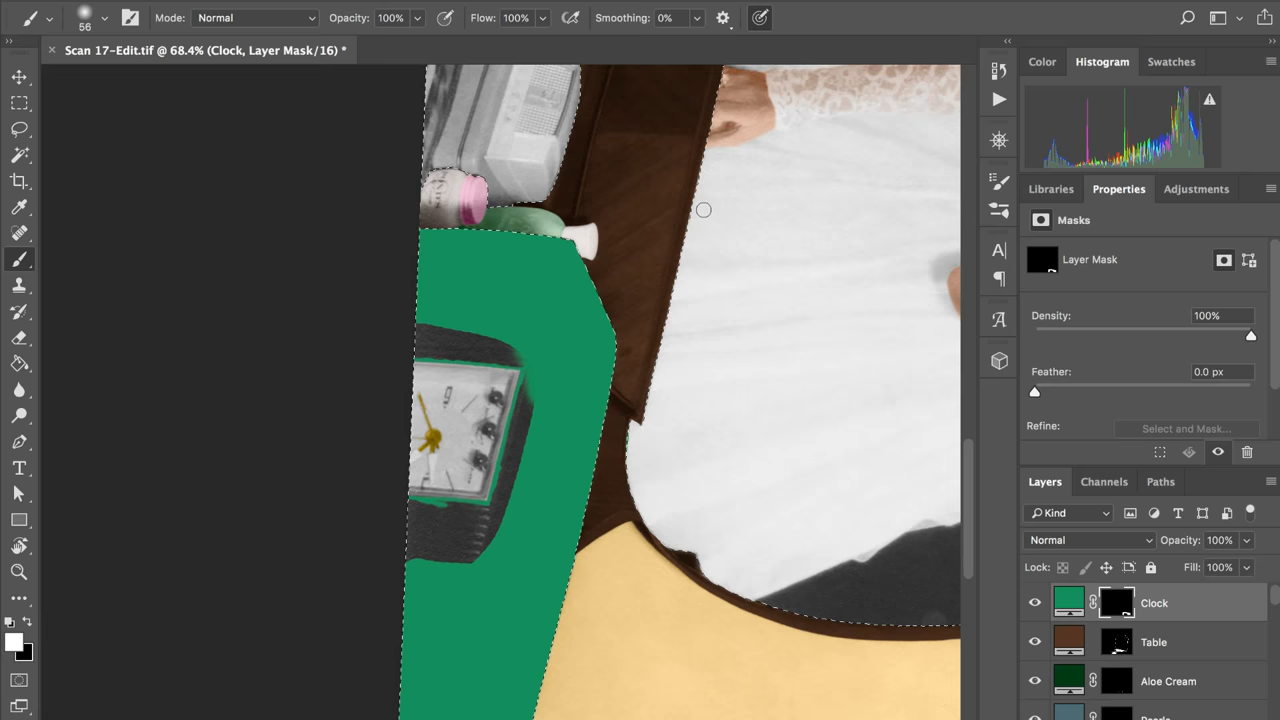 56 Mode: Normal Opacity: 100% Flow: 100% Smoothing: 0%
Scan 17-Edit.tif @ 68.4% (Clock, Layer Mask/16) *
Color Histogram Swatches
Libraries Properties Adjustments
Masks
Layer Mask
Density: 100%
Feather: 0.0 px
Refine: Select and Mask...
Layers Channels Paths
Kind
Normal Opacity: 100%
Lock: Fill: 100%
Clock
Table
Aloe Cream